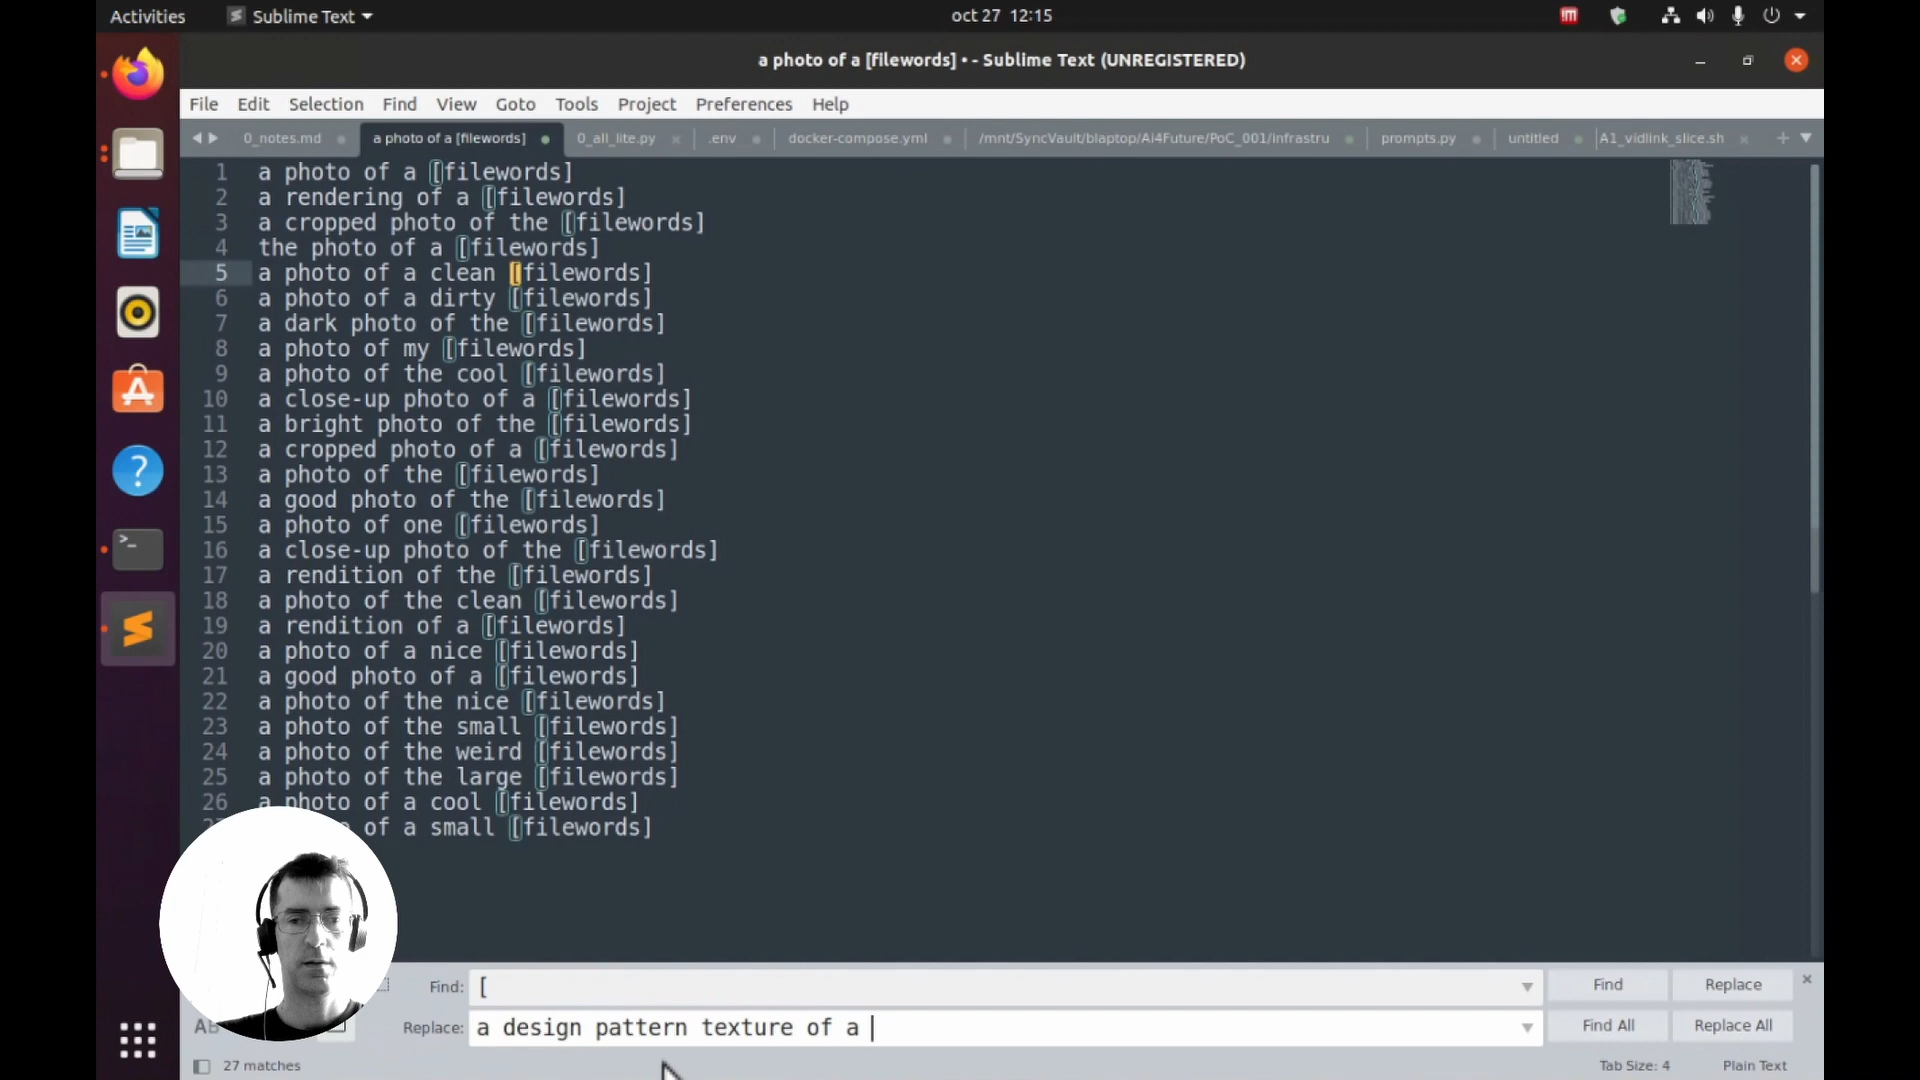 Activities Sublime Text oct 27 12:15
a photo of a [filewords] • - Sublime Text (UNREGISTERED)
File Edit Selection Find View Goto Tools Project Preferences Help
0_notes.md a photo of a [filewords] 0_all_lite.py .env docker-compose.yml /mnt/SyncVault/blaptop/Ai4Future/PoC_001/infrastru prompts.py untitled A1_vidlink_slice.sh
1 a photo of a [filewords]
2 a rendering of a [filewords]
3 a cropped photo of the [filewords]
4 the photo of a [filewords]
5 a photo of a clean [filewords]
6 a photo of a dirty [filewords]
7 a dark photo of the [filewords]
8 a photo of my [filewords]
9 a photo of the cool [filewords]
10 a close-up photo of a [filewords]
11 a bright photo of the [filewords]
12 a cropped photo of a [filewords]
13 a photo of the [filewords]
14 a good photo of the [filewords]
15 a photo of one [filewords]
16 a close-up photo of the [filewords]
17 a rendition of the [filewords]
18 a photo of the clean [filewords]
19 a rendition of a [filewords]
20 a photo of a nice [filewords]
21 a good photo of a [filewords]
22 a photo of the nice [filewords]
23 a photo of the small [filewords]
24 a photo of the weird [filewords]
25 a photo of the large [filewords]
26 a photo of a cool [filewords]
of a small [filewords]
Find: [ Find Replace
AB Replace: a design pattern texture of a Find All Replace All
27 matches Tab Size: 4 Plain Text